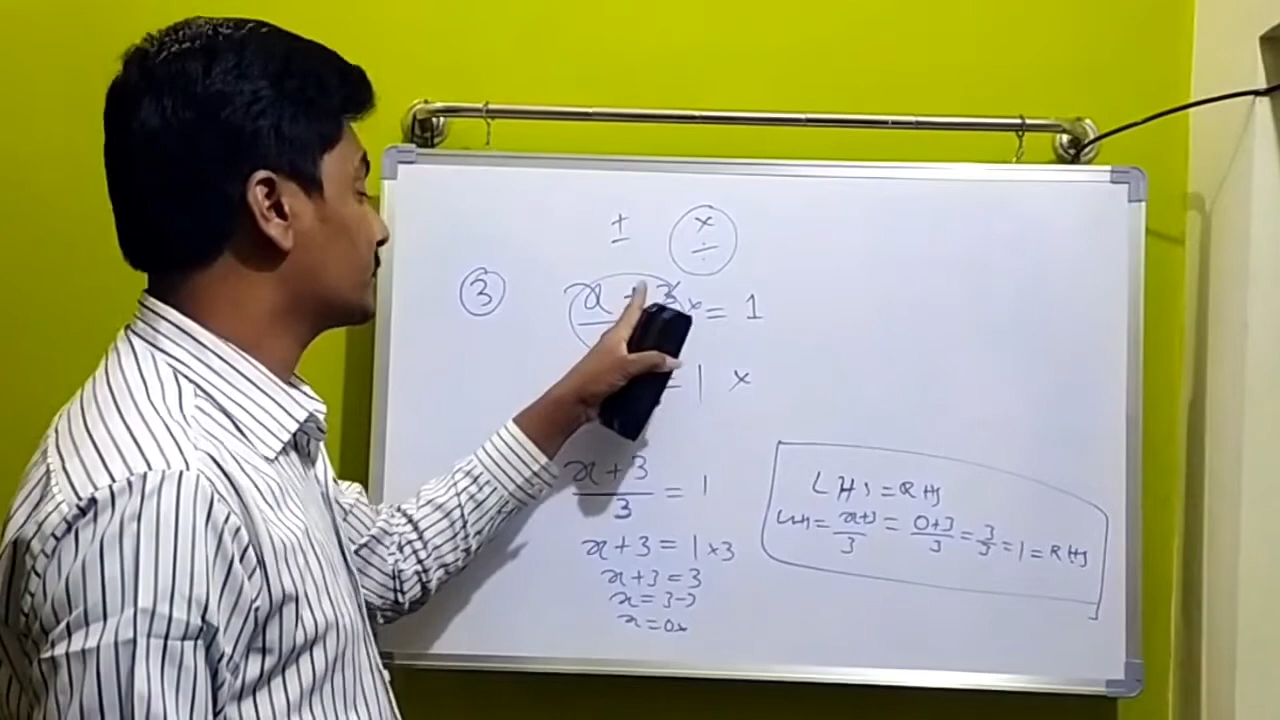 ± × ÷
③ x + 3 × = 1
= 1 ×
x + 3 / 3 = 1
x + 3 = 1 × 3
x + 3 = 3
x = 3 - 3
x = 0
LHS = RHS
LHS = x+3 / 3 = 0+3 / 3 = 3/3 = 1 = RHS